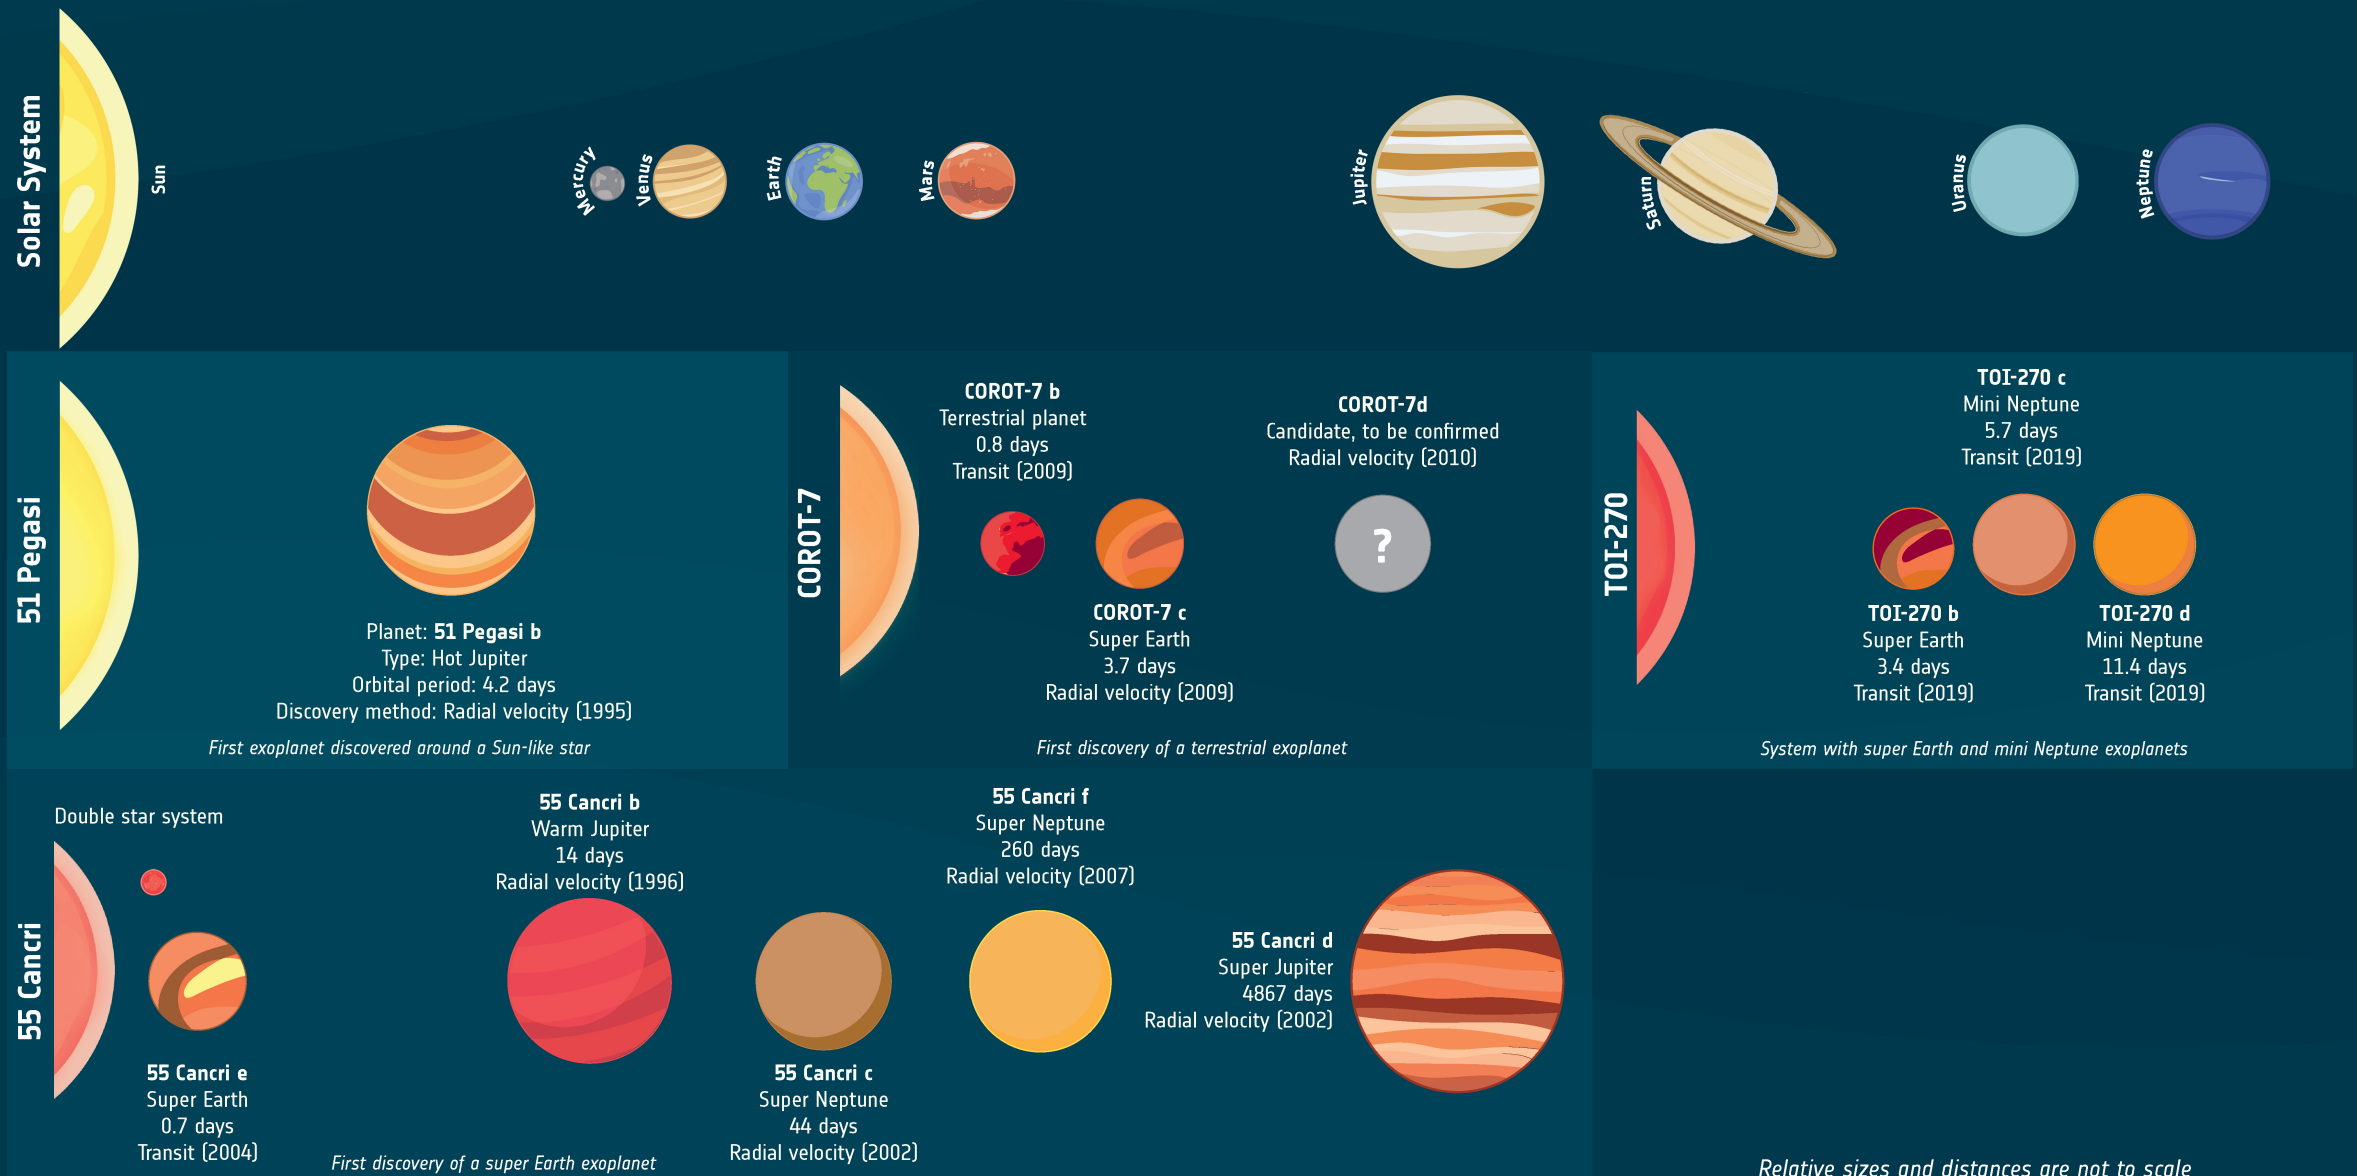 Solar System
Sun
Mercury
Venus
Earth
Mars
Jupiter
Saturn
Uranus
Neptune
51 Pegasi
Planet: 51 Pegasi b
Type: Hot Jupiter
Orbital period: 4.2 days
Discovery method: Radial velocity (1995)
First exoplanet discovered around a Sun-like star
COROT-7
COROT-7 b
Terrestrial planet
0.8 days
Transit (2009)
COROT-7 c
Super Earth
3.7 days
Radial velocity (2009)
COROT-7d
Candidate, to be confirmed
Radial velocity (2010)
?
First discovery of a terrestrial exoplanet
TOI-270
TOI-270 b
Super Earth
3.4 days
Transit (2019)
TOI-270 c
Mini Neptune
5.7 days
Transit (2019)
TOI-270 d
Mini Neptune
11.4 days
Transit (2019)
System with super Earth and mini Neptune exoplanets
55 Cancri
Double star system
55 Cancri e
Super Earth
0.7 days
Transit (2004)
55 Cancri b
Warm Jupiter
14 days
Radial velocity (1996)
55 Cancri c
Super Neptune
44 days
Radial velocity (2002)
55 Cancri f
Super Neptune
260 days
Radial velocity (2007)
55 Cancri d
Super Jupiter
4867 days
Radial velocity (2002)
First discovery of a super Earth exoplanet
Relative sizes and distances are not to scale